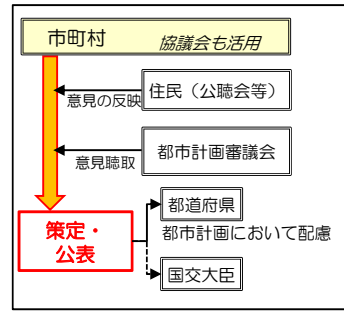 市町村 協議会も活用
住民（公聴会等）
意見の反映
都市計画審議会
意見聴取
策定・
公表
都道府県
都市計画において配慮
国交大臣